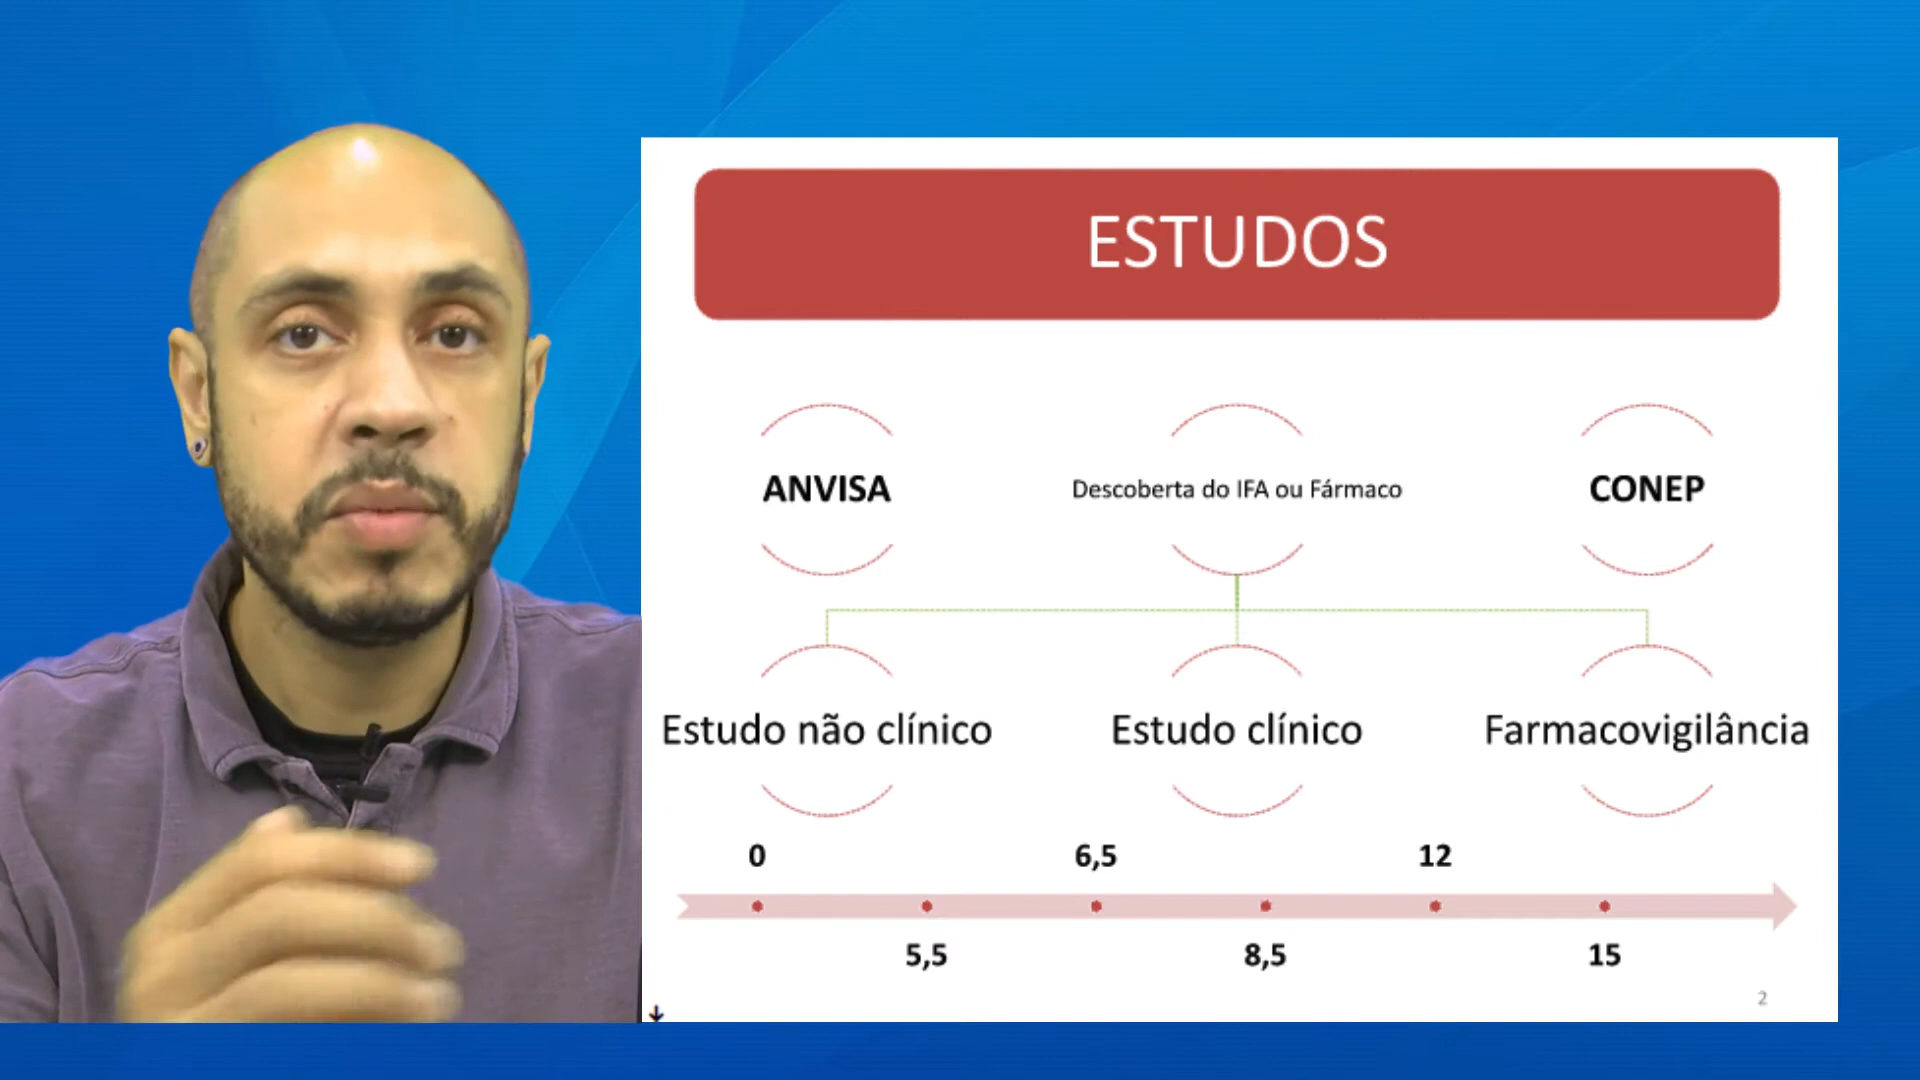 ESTUDOS
ANVISA
Descoberta do IFA ou Fármaco
CONEP
Estudo não clínico
Estudo clínico
Farmacovigilância
0
6,5
12
5,5
8,5
15
2